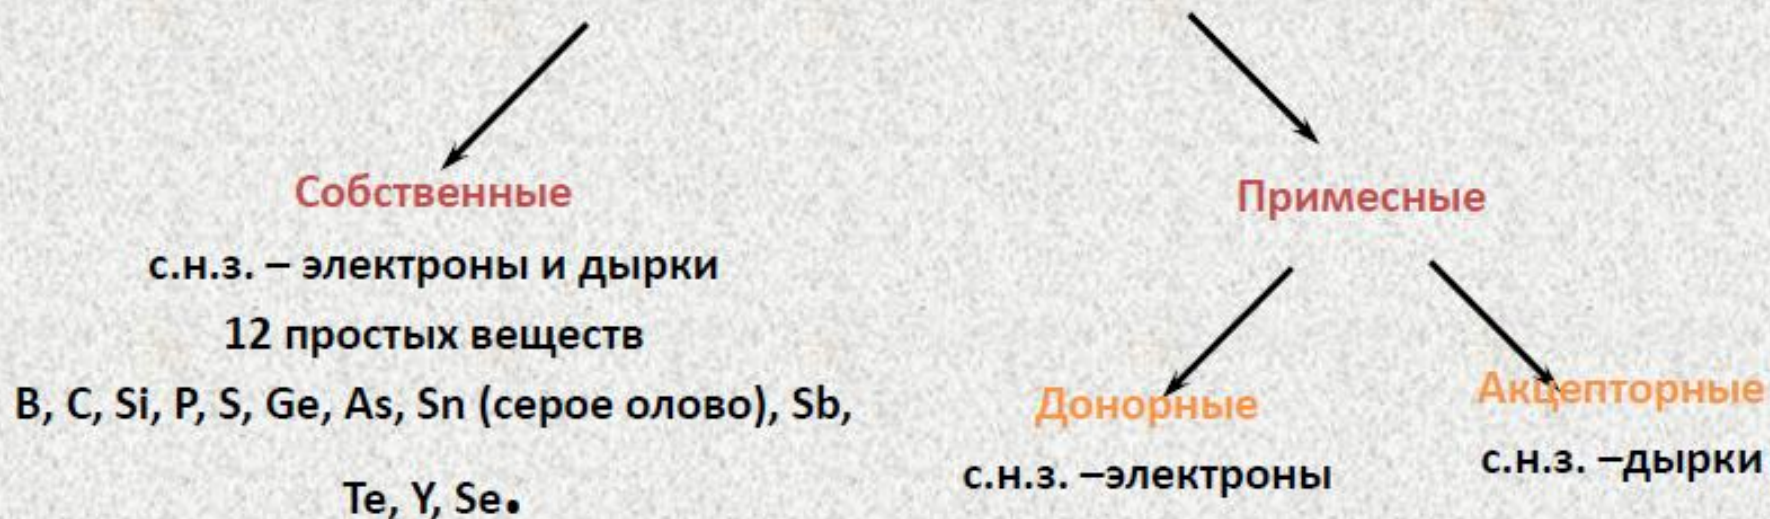 Собственные
с.н.з. – электроны и дырки
12 простых веществ
B, C, Si, P, S, Ge, As, Sn (серое олово), Sb,
Te, Y, Se.
Примесные
Донорные
с.н.з. –электроны
Акцепторные
с.н.з. –дырки